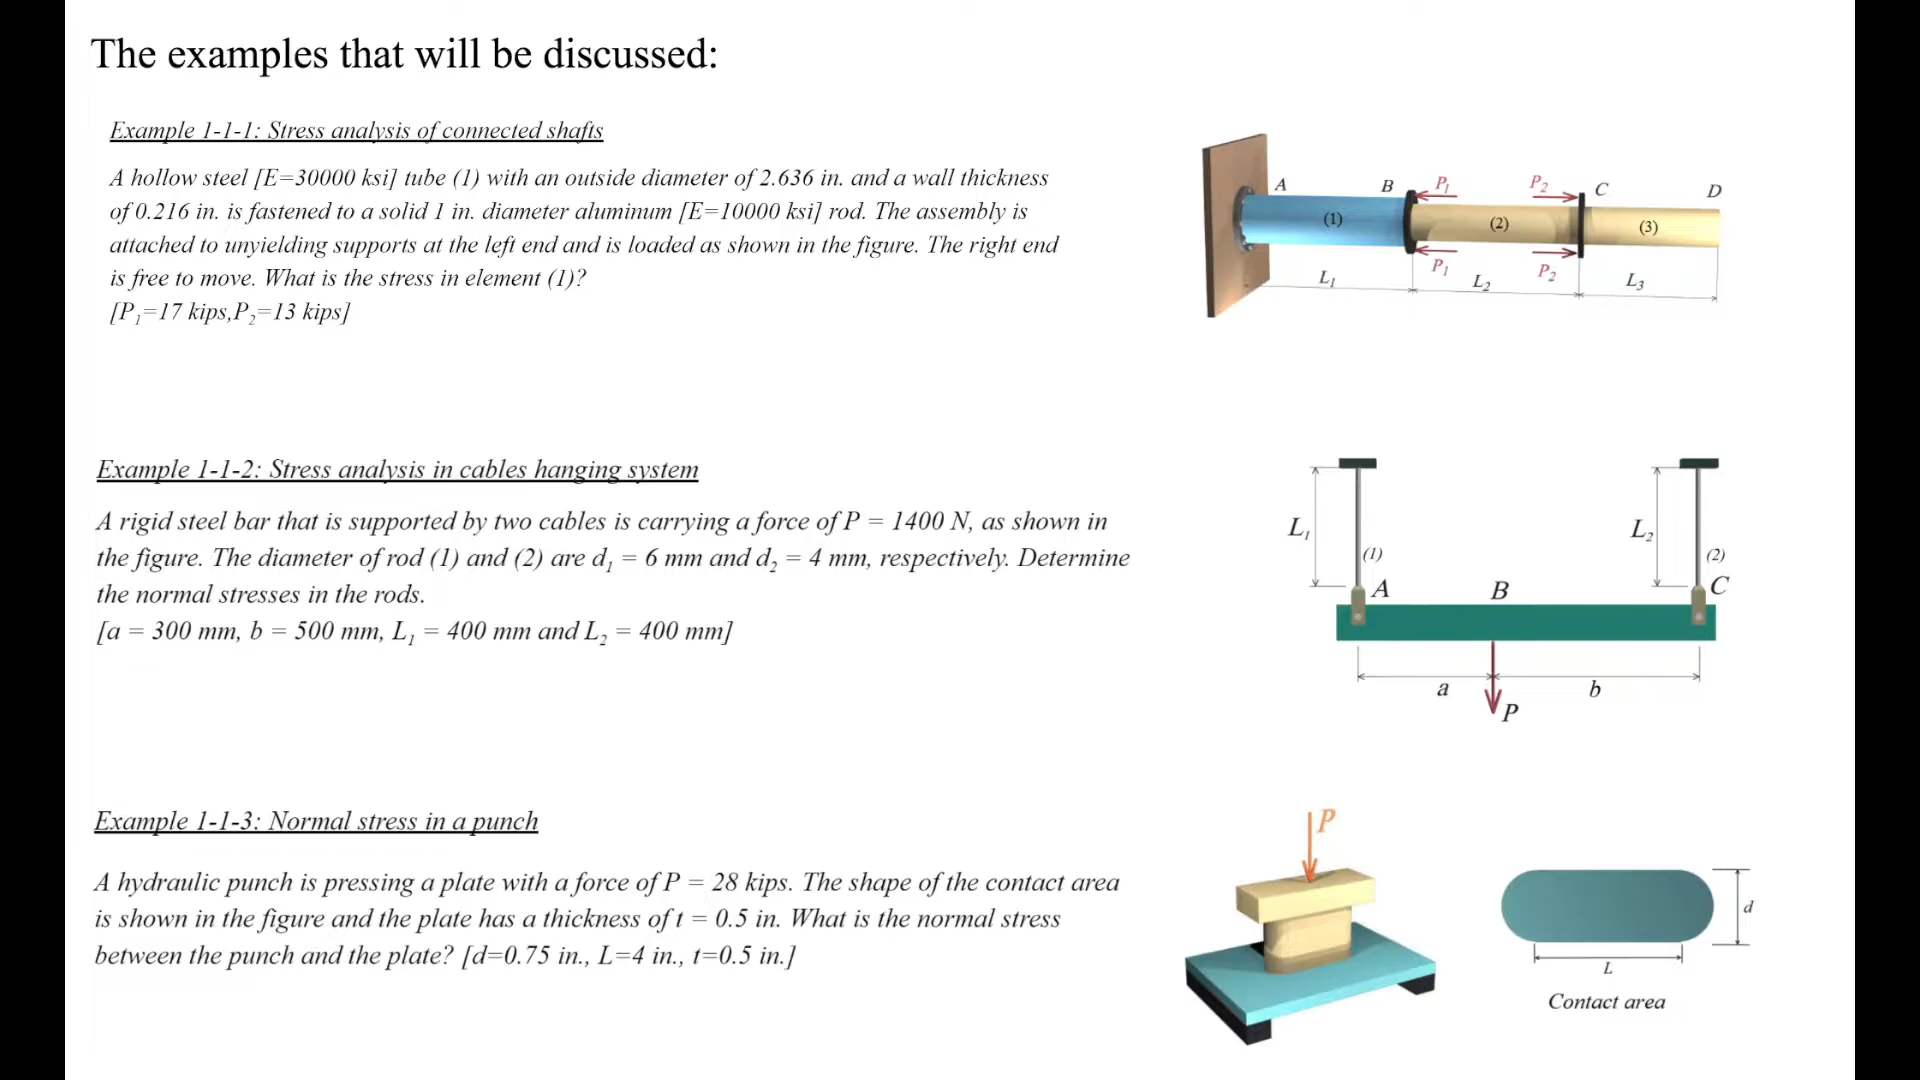 The examples that will be discussed:
Example 1-1-1: Stress analysis of connected shafts
A hollow steel [E=30000 ksi] tube (1) with an outside diameter of 2.636 in. and a wall thickness
of 0.216 in. is fastened to a solid 1 in. diameter aluminum [E=10000 ksi] rod. The assembly is
attached to unyielding supports at the left end and is loaded as shown in the figure. The right end
is free to move. What is the stress in element (1)?
[P₁=17 kips,P₂=13 kips]
A B P₁ P₂ C D
(1) (2) (3)
P₁ P₂
L₁ L₂ L₃
Example 1-1-2: Stress analysis in cables hanging system
A rigid steel bar that is supported by two cables is carrying a force of P = 1400 N, as shown in
the figure. The diameter of rod (1) and (2) are d₁ = 6 mm and d₂ = 4 mm, respectively. Determine
the normal stresses in the rods.
[a = 300 mm, b = 500 mm, L₁ = 400 mm and L₂ = 400 mm]
L₁ L₂
(1) (2)
A B C
a b
P
Example 1-1-3: Normal stress in a punch
A hydraulic punch is pressing a plate with a force of P = 28 kips. The shape of the contact area
is shown in the figure and the plate has a thickness of t = 0.5 in. What is the normal stress
between the punch and the plate? [d=0.75 in., L=4 in., t=0.5 in.]
P
d
L
Contact area